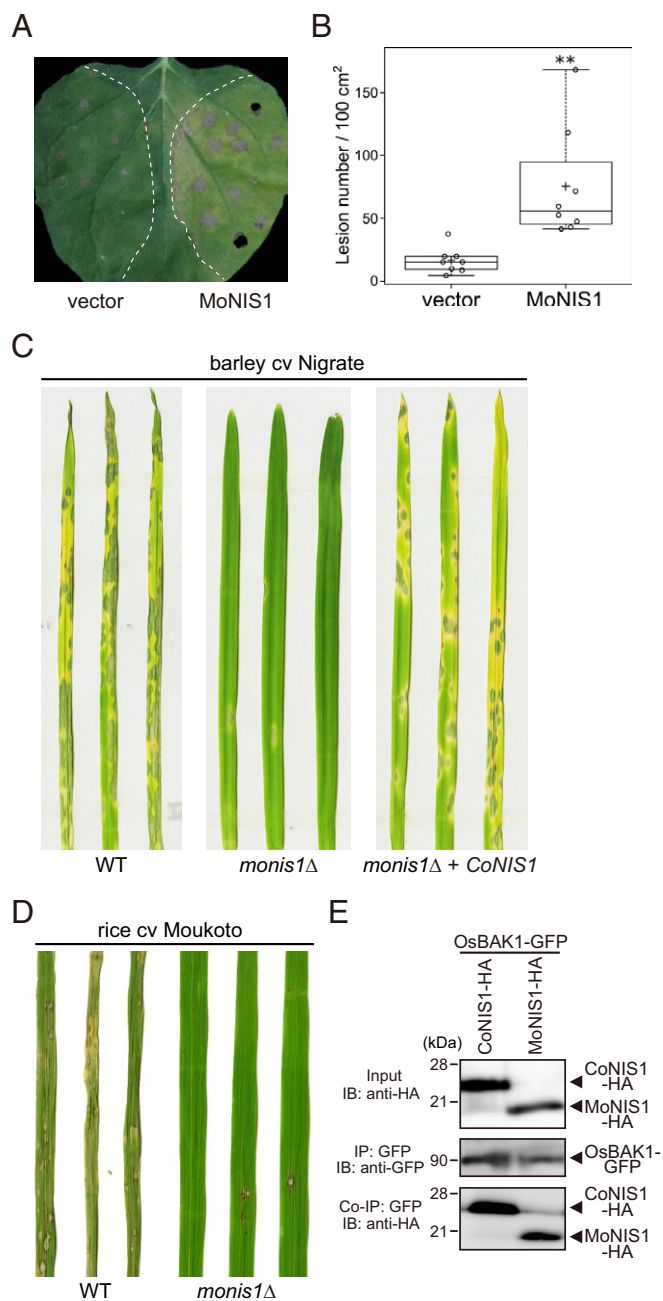 A
vector MoNIS1
B
Lesion number / 100 cm²
150
100
50
0
**
vector MoNIS1
C
barley cv Nigrate
WT monis1Δ monis1Δ + CoNIS1
D
rice cv Moukoto
WT monis1Δ
E
OsBAK1-GFP
CoNIS1-HA
MoNIS1-HA
(kDa)
Input
IB: anti-HA
28
21
CoNIS1
-HA
MoNIS1
-HA
IP: GFP
IB: anti-GFP
90
OsBAK1-
GFP
Co-IP: GFP
IB: anti-HA
28
21
CoNIS1
-HA
MoNIS1
-HA